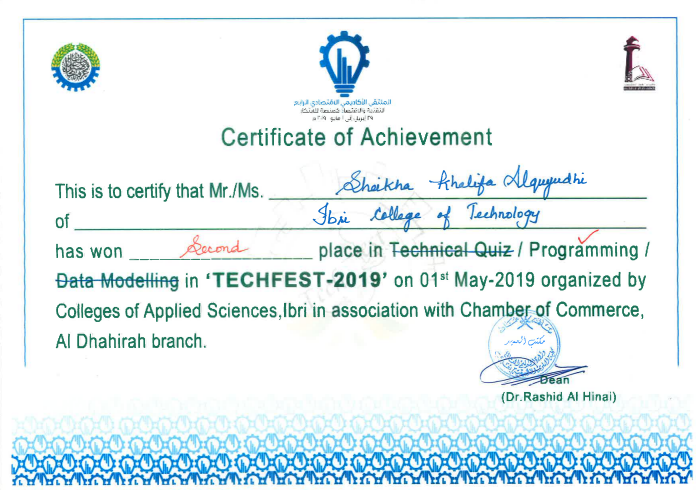 الملتقى الأكاديمي الاقتصادي الرابع
Certificate of Achievement
This is to certify that Mr./Ms. Shaikha Khalifa Alquyudhi
of Ibri College of Technology
has won Second place in Technical Quiz / Programming /
Data Modelling in ‘TECHFEST-2019’ on 01st May-2019 organized by
Colleges of Applied Sciences,Ibri in association with Chamber of Commerce,
Al Dhahirah branch.
Dean
(Dr.Rashid Al Hinai)